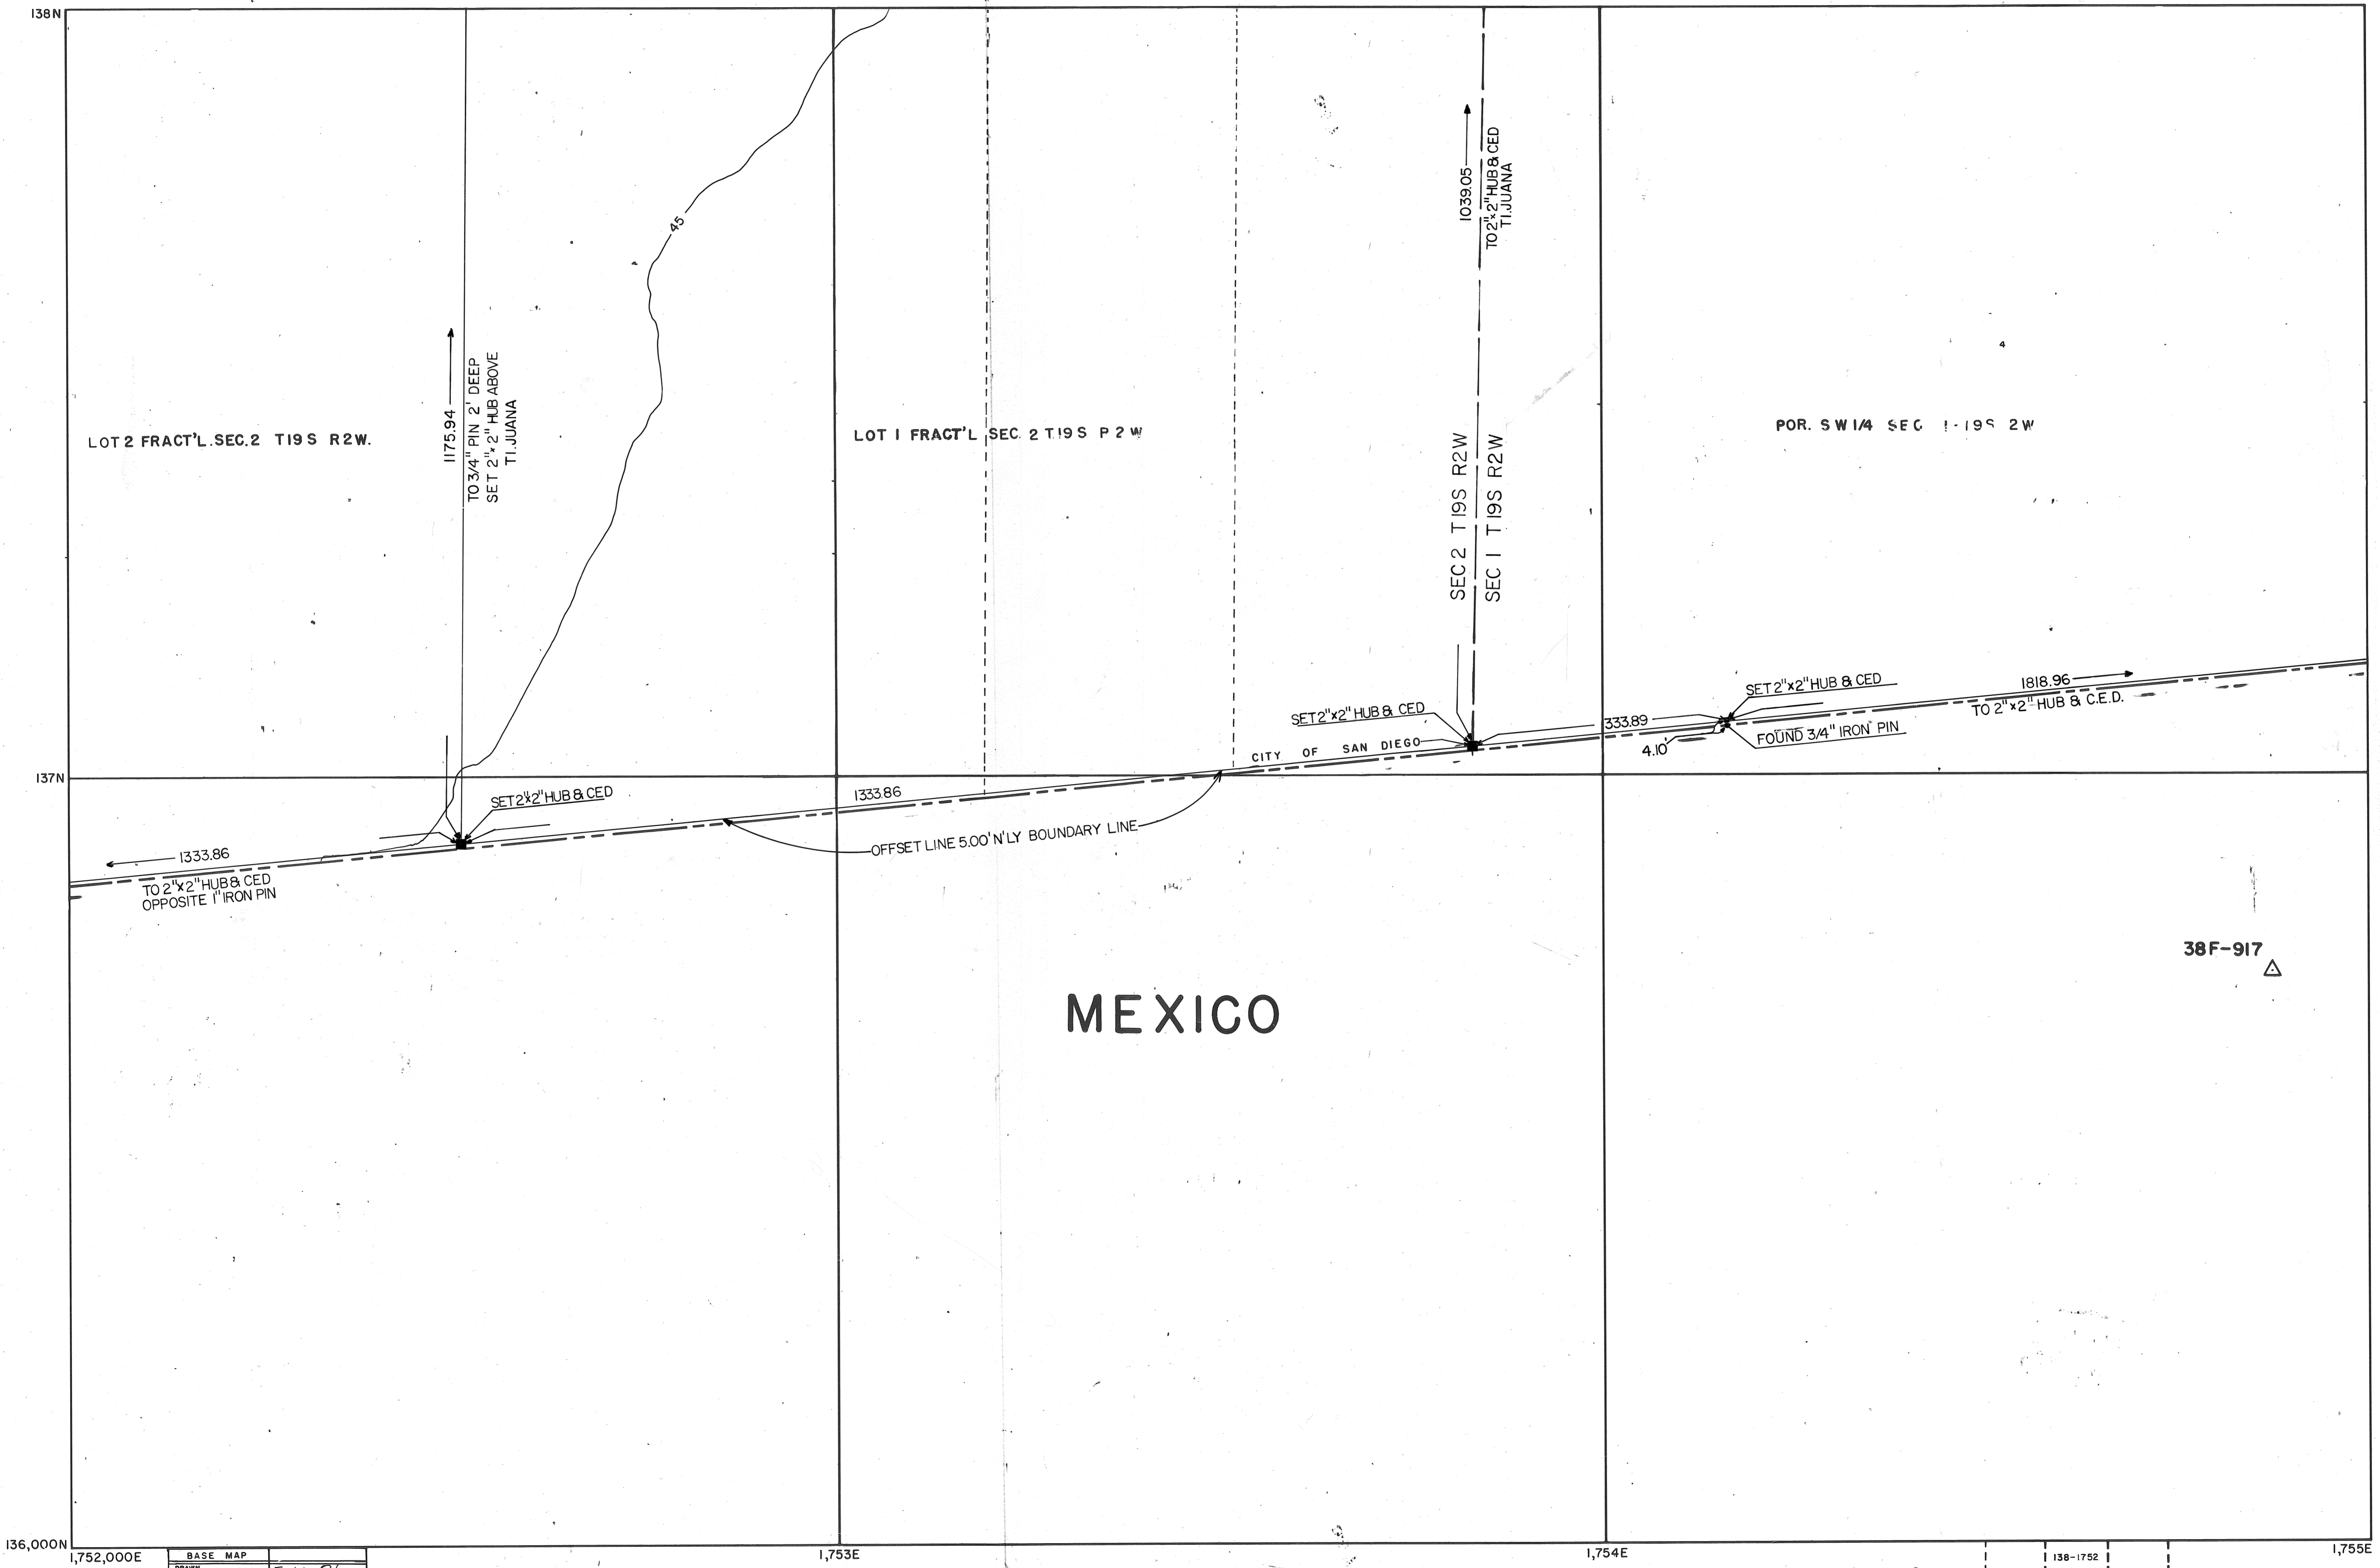 138N
45
1039.05
TO 2"x2" HUB & CED
TI.JUANA
1175.94
TO 3/4" PIN 2' DEEP
SET 2"x2" HUB ABOVE
TI.JUANA
4
LOT 2 FRACT'L. SEC. 2 T19S R2W.
LOT 1 FRACT'L SEC. 2 T.19S P 2 W
POR. SW 1/4 SEC 1-19S 2W
SEC 2 T19S R2W
SEC 1 T19S R2W
SET 2"x2" HUB & CED
1818.96
TO 2"x2" HUB & C.E.D.
SET 2"x2" HUB & CED
333.89
4.10'
FOUND 3/4" IRON PIN
CITY OF SAN DIEGO
137N
SET 2"x2" HUB & CED
1333.86
OFFSET LINE 5.00' N'LY BOUNDARY LINE
1333.86
TO 2"x2" HUB & CED
OPPOSITE 1" IRON PIN
38F-917
MEXICO
136,000N
1,752,000E
BASE MAP
1,753E
1,754E
138-1752
1,755E